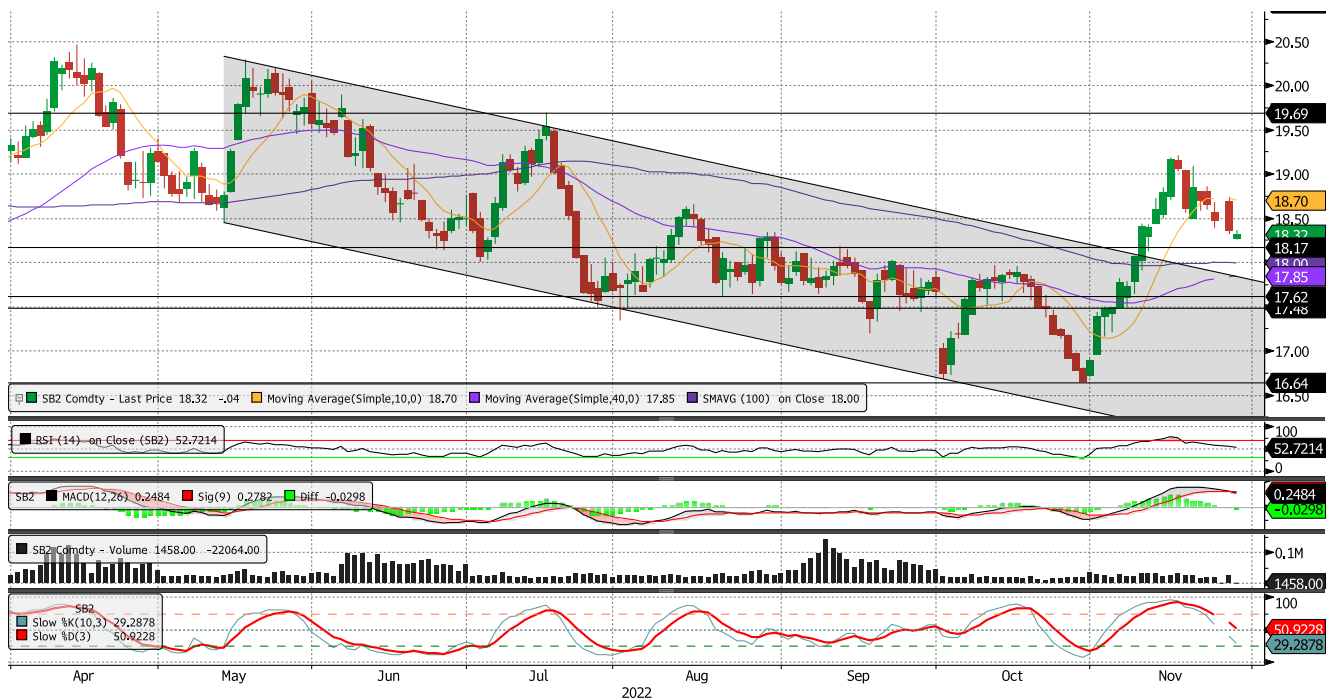 20.50
20.00
19.69
19.50
19.00
18.70
18.50
18.32
18.17
18.00
17.85
17.62
17.48
17.00
16.64
16.50
SB2 Comdty - Last Price 18.32 -.04 Moving Average(Simple,10,0) 18.70 Moving Average(Simple,40,0) 17.85 SMAVG (100) on Close 18.00
100
RSI (14) on Close (SB2) 52.7214
52.7214
0
SB2 MACD(12,26) 0.2484 Sig(9) 0.2782 Diff -0.0298
0.2484
-0.0298
SB2 Comdty - Volume 1458.00 -22064.00
0.1M
1458.00
SB2
100
Slow %K(10,3) 29.2878
Slow %D(3) 50.9228
50.9228
29.2878
Apr May Jun Jul Aug Sep Oct Nov
2022